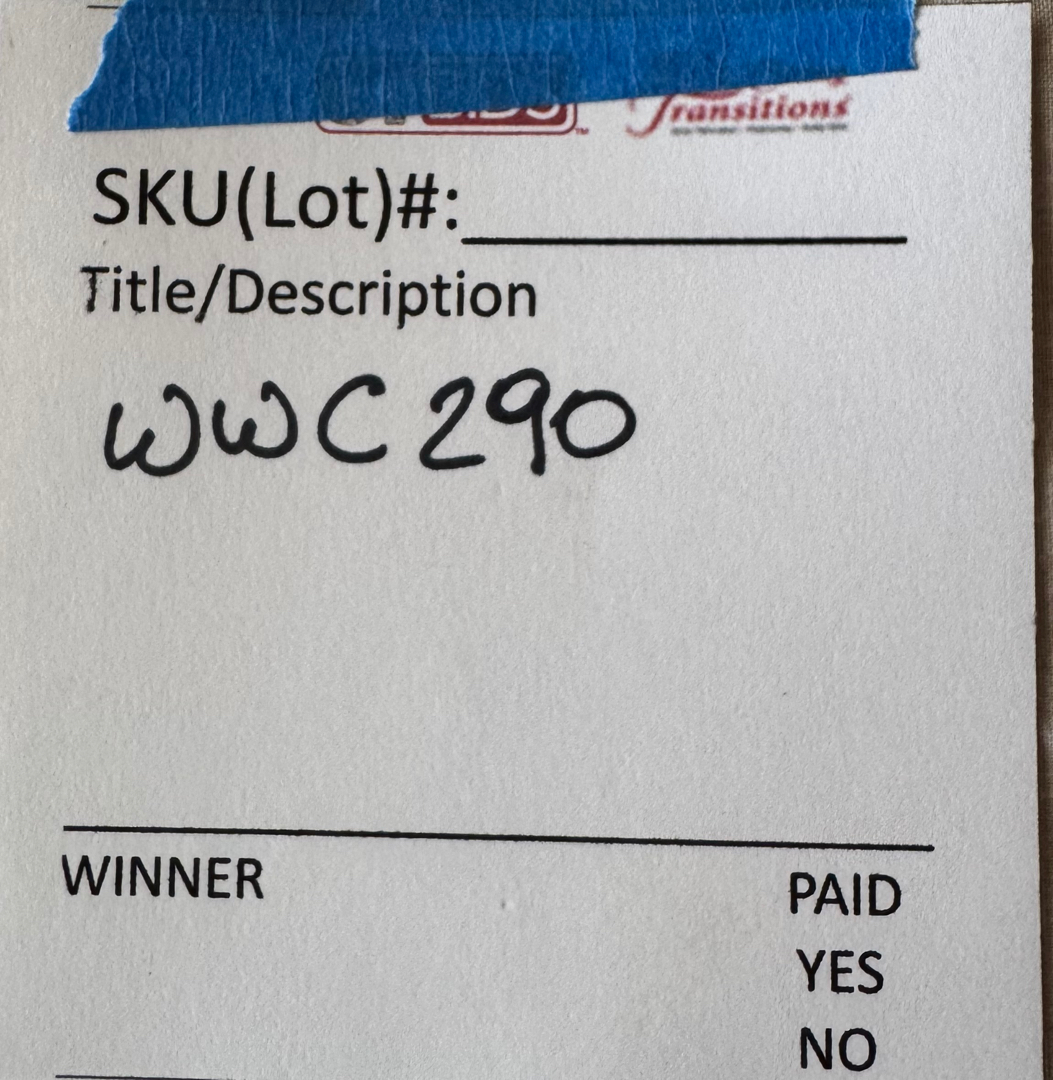 Transitions
SKU(Lot)#:
Title/Description
WWC290
WINNER
PAID
YES
NO